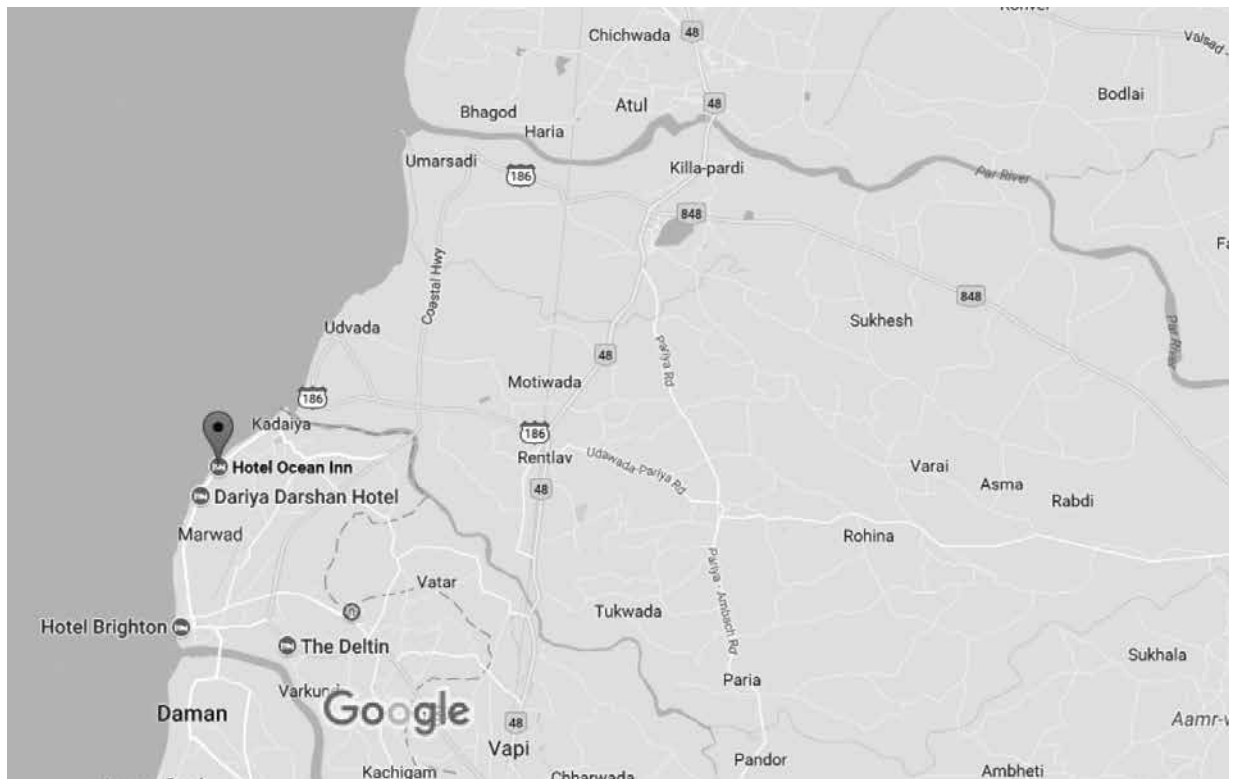 Chichwada
48
Valsad
Bodlai
Atul
48
Bhagod
Haria
Umarsadi
186
Killa-pardi
Par River
848
Coastal Hwy
848
Sukhesh
Par River
Udvada
48
Pariya Rd
Motiwada
186
Kadaiya
186
Rentlav
Udawada-Pariya Rd
Varai
Hotel Ocean Inn
Asma
48
Dariya Darshan Hotel
Rabdi
Marwad
Rohina
Pariya - Ambach Rd
Vatar
Tukwada
Hotel Brighton
The Deltin
Sukhala
Paria
Google
Daman
48
Vapi
Pandor
Kachigam
Ambheti